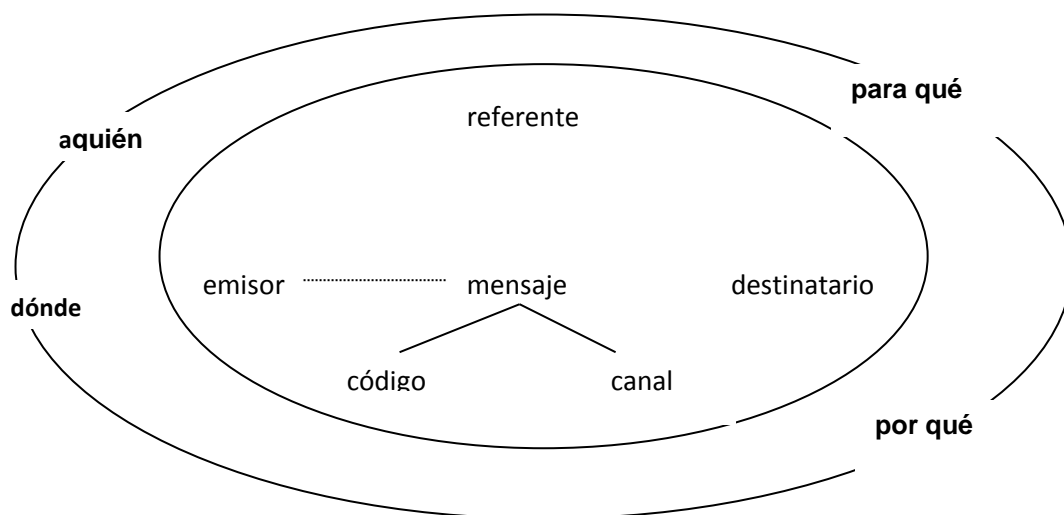 para qué
referente
aquién
emisor mensaje destinatario
dónde
código canal
por qué